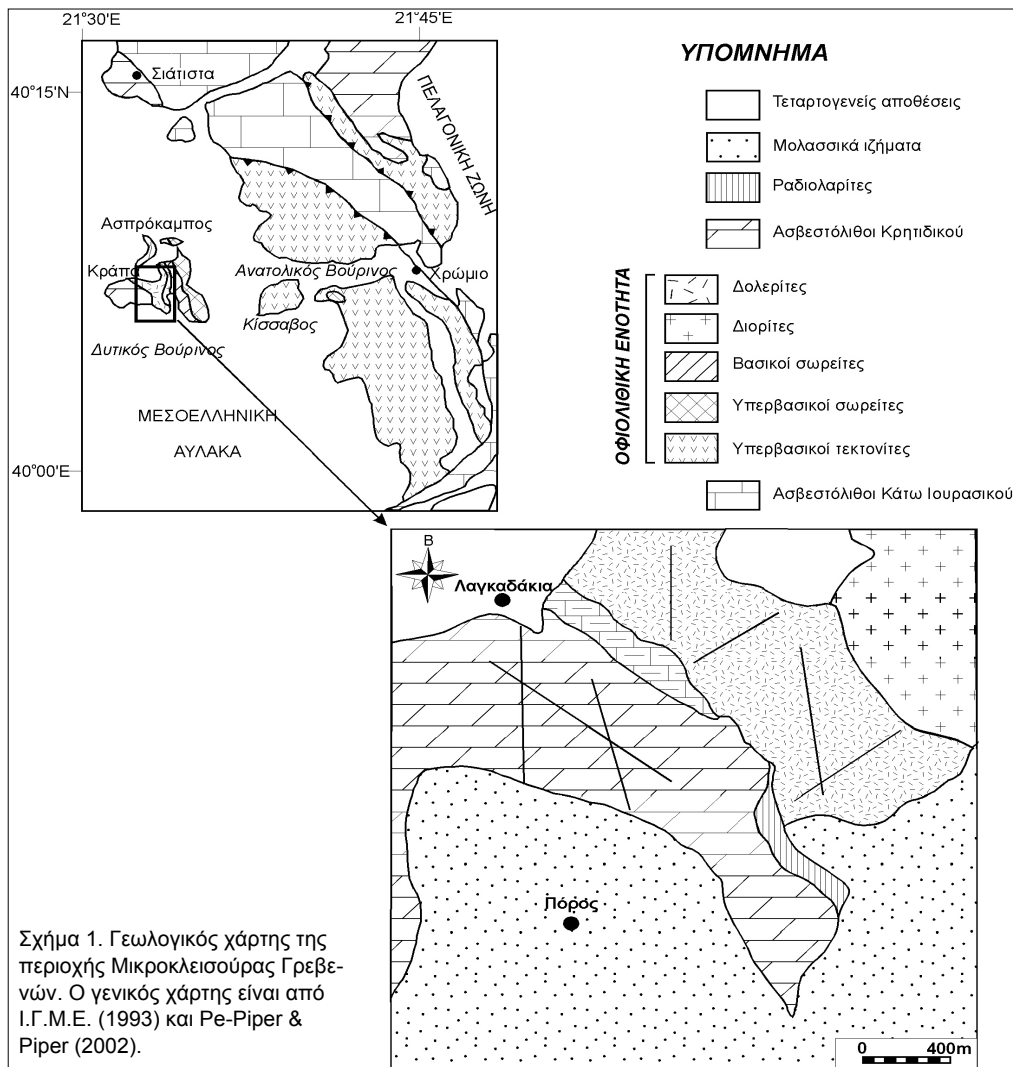 21°30'E
21°45'E
40°15'N
40°00'E
Σιάτιστα
ΠΕΛΑΓΟΝΙΚΗ ΖΩΝΗ
Ασπρόκαμπος
Κράπα
Ανατολικός Βούρινος
Χρώμιο
Κίσσαβος
Δυτικός Βούρινος
ΜΕΣΟΕΛΛΗΝΙΚΗ
ΑΥΛΑΚΑ
ΥΠΟΜΝΗΜΑ
Τεταρτογενείς αποθέσεις
Μολασσικά ιζήματα
Ραδιολαρίτες
Ασβεστόλιθοι Κρητιδικού
ΟΦΙΟΛΙΘΙΚΗ ΕΝΟΤΗΤΑ
Δολερίτες
Διορίτες
Βασικοί σωρείτες
Υπερβασικοί σωρείτες
Υπερβασικοί τεκτονίτες
Ασβεστόλιθοι Κάτω Ιουρασικού
Β
Λαγκαδάκια
Πόρος
0 400m
Σχήμα 1. Γεωλογικός χάρτης της
περιοχής Μικροκλεισούρας Γρεβε-
νών. Ο γενικός χάρτης είναι από
Ι.Γ.Μ.Ε. (1993) και Pe-Piper &
Piper (2002).